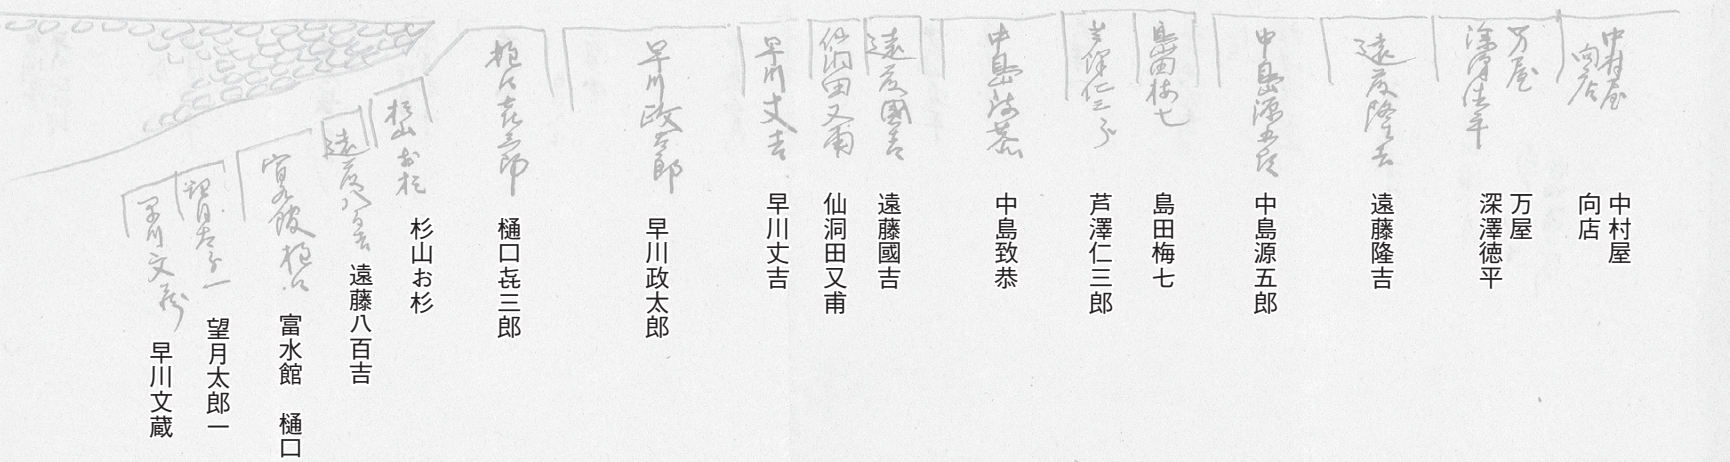 中村屋
向店
万屋
深澤徳平
遠藤隆吉
中島源五郎
島田梅七
芦澤仁三郎
中島致恭
遠藤國吉
仙洞田又甫
早川丈吉
早川政太郎
樋口㐂三郎
杉山お杉
遠藤八百吉
富水館 樋口
望月太郎一
早川文蔵